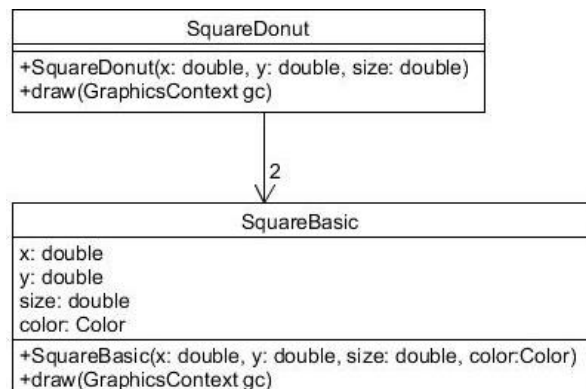 SquareDonut
+SquareDonut(x: double, y: double, size: double)
+draw(GraphicsContext gc)
2
SquareBasic
x: double
y: double
size: double
color: Color
+SquareBasic(x: double, y: double, size: double, color:Color)
+draw(GraphicsContext gc)